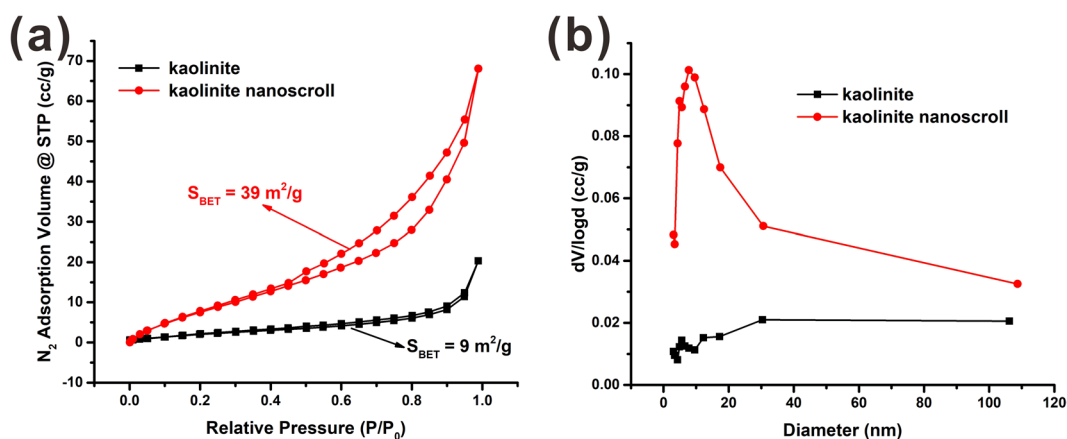 (a)
70
60
50
40
30
20
10
0
-10
N₂ Adsorption Volume @ STP (cc/g)
kaolinite
kaolinite nanoscroll
S_BET = 39 m²/g
S_BET = 9 m²/g
0.0 0.2 0.4 0.6 0.8 1.0
Relative Pressure (P/P₀)
(b)
0.10
0.08
0.06
0.04
0.02
0.00
dV/logd (cc/g)
kaolinite
kaolinite nanoscroll
0 20 40 60 80 100 120
Diameter (nm)